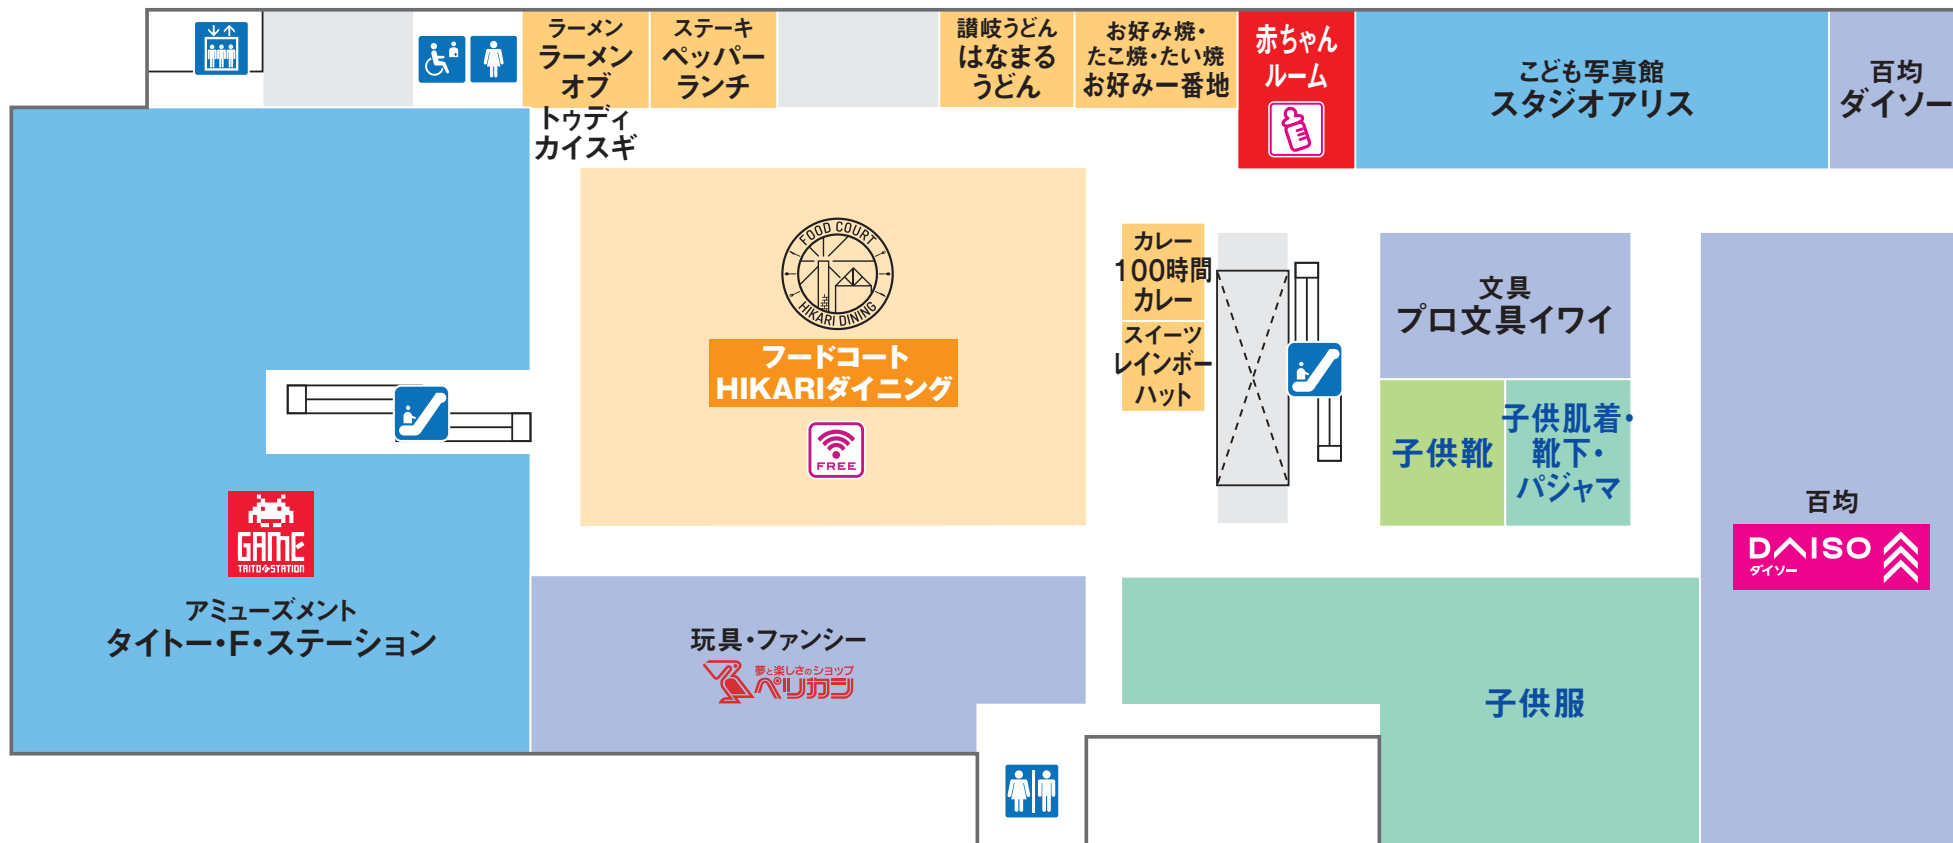 ラーメン
ラーメン
オブ
トゥディ
カイスギ
ステーキ
ペッパー
ランチ
讃岐うどん
はなまる
うどん
お好み焼・
たこ焼・たい焼
お好み一番地
赤ちゃん
ルーム
こども写真館
スタジオアリス
百均
ダイソー
FOOD COURT
HIKARI DINING
フードコート
HIKARIダイニング
FREE
カレー
100時間
カレー
スイーツ
レインボー
ハット
文具
プロ文具イワイ
子供靴
子供肌着・
靴下・
パジャマ
百均
DAISO
ダイソー
GAME
TAITO STATION
アミューズメント
タイトー・F・ステーション
玩具・ファンシー
夢と楽しさのショップ
ペリカン
子供服